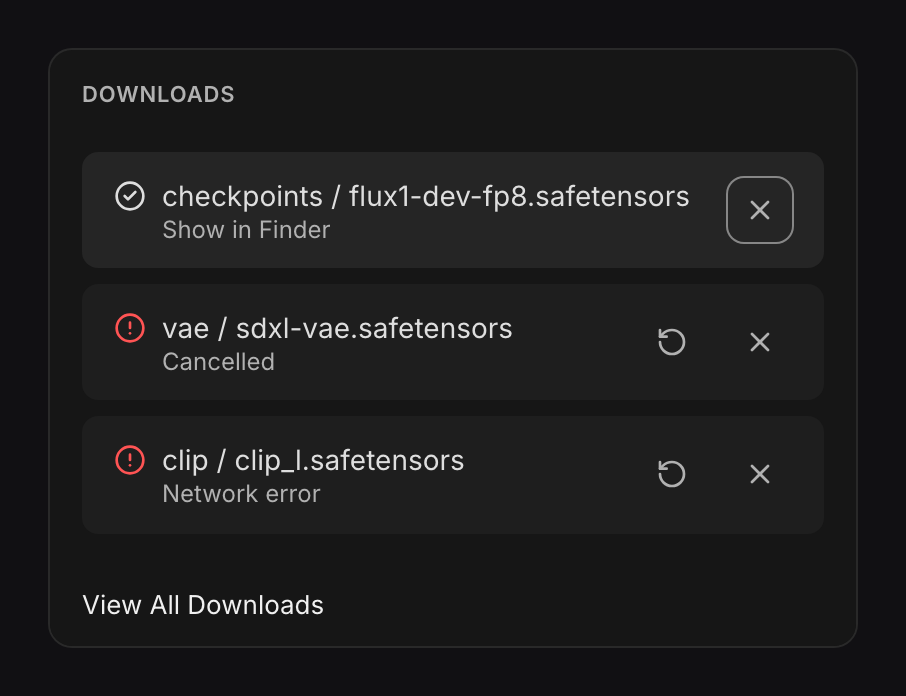 DOWNLOADS
checkpoints / flux1-dev-fp8.safetensors
Show in Finder
vae / sdxl-vae.safetensors
Cancelled
clip / clip_l.safetensors
Network error
View All Downloads